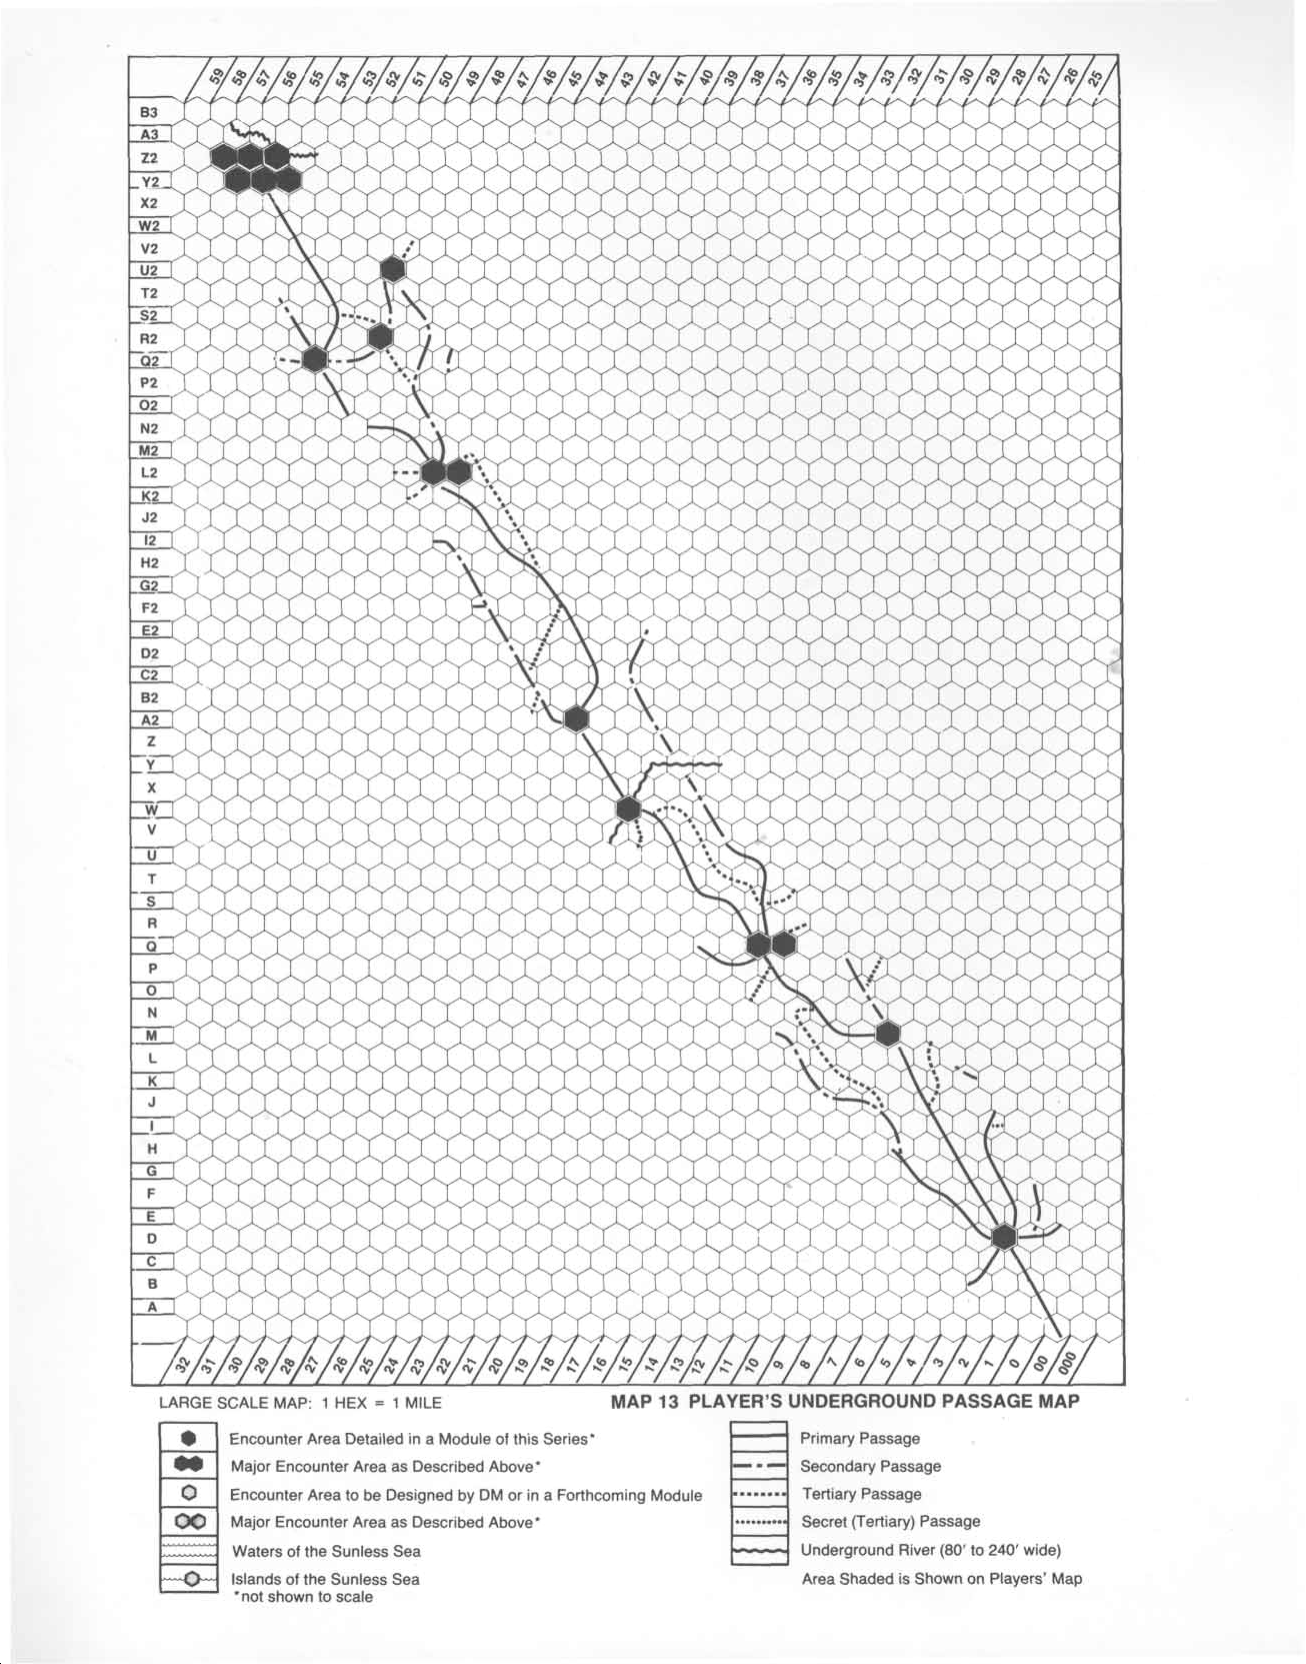 59 58 57 56 55 54 53 52 51 50 49 48 47 46 45 44 43 42 41 40 39 38 37 36 35 34 33 32 31 30 29 28 27 26 25
B3
A3
Z2
Y2
X2
W2
V2
U2
T2
S2
R2
Q2
P2
O2
N2
M2
L2
K2
J2
I2
H2
G2
F2
E2
D2
C2
B2
A2
Z
Y
X
W
V
U
T
S
R
Q
P
O
N
M
L
K
J
I
H
G
F
E
D
C
B
A
32 31 30 29 28 27 26 25 24 23 22 21 20 19 18 17 16 15 14 13 12 11 10 9 8 7 6 5 4 3 2 1 0 00 000
LARGE SCALE MAP: 1 HEX = 1 MILE
MAP 13 PLAYER'S UNDERGROUND PASSAGE MAP
Encounter Area Detailed in a Module of this Series*
Major Encounter Area as Described Above*
Encounter Area to be Designed by DM or in a Forthcoming Module
Major Encounter Area as Described Above*
Waters of the Sunless Sea
Islands of the Sunless Sea
*not shown to scale
Primary Passage
Secondary Passage
Tertiary Passage
Secret (Tertiary) Passage
Underground River (80' to 240' wide)
Area Shaded is Shown on Players' Map